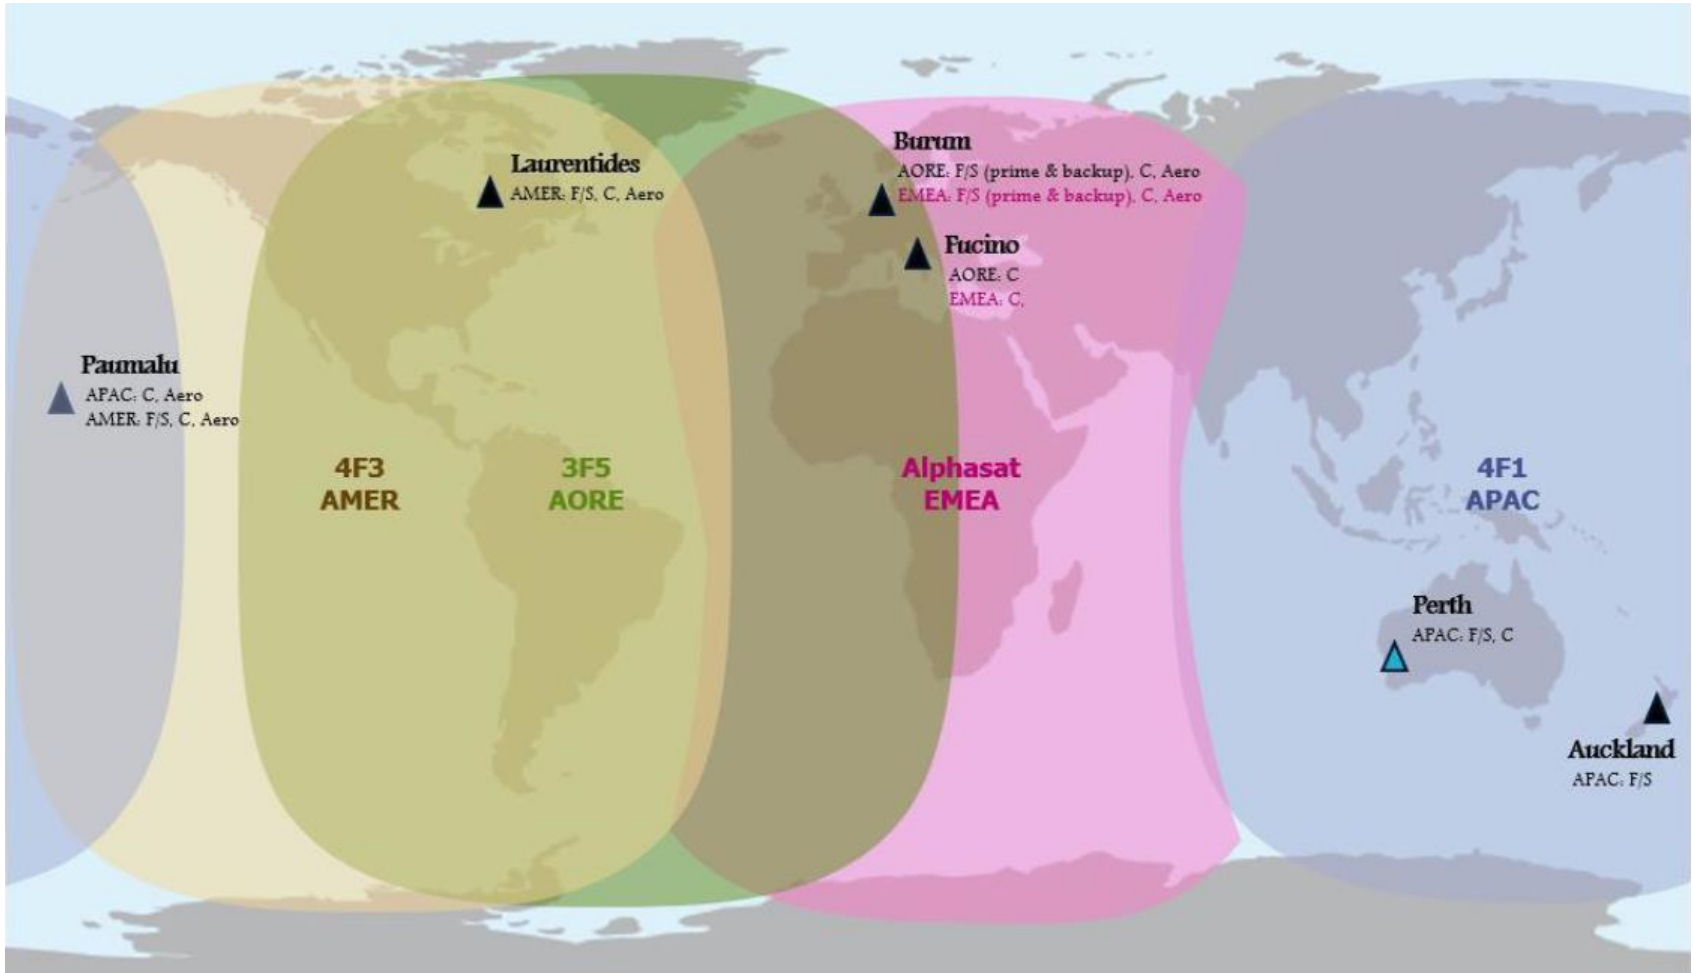 Laurentides
AMER: F/S, C, Aero
Burum
AORE: F/S (prime & backup), C, Aero
EMEA: F/S (prime & backup), C, Aero
Fucino
AORE: C
EMEA: C,
Paumalu
APAC: C, Aero
AMER: F/S, C, Aero
4F3
AMER
3F5
AORE
Alphasat
EMEA
4F1
APAC
Perth
APAC: F/S, C
Auckland
APAC: F/S